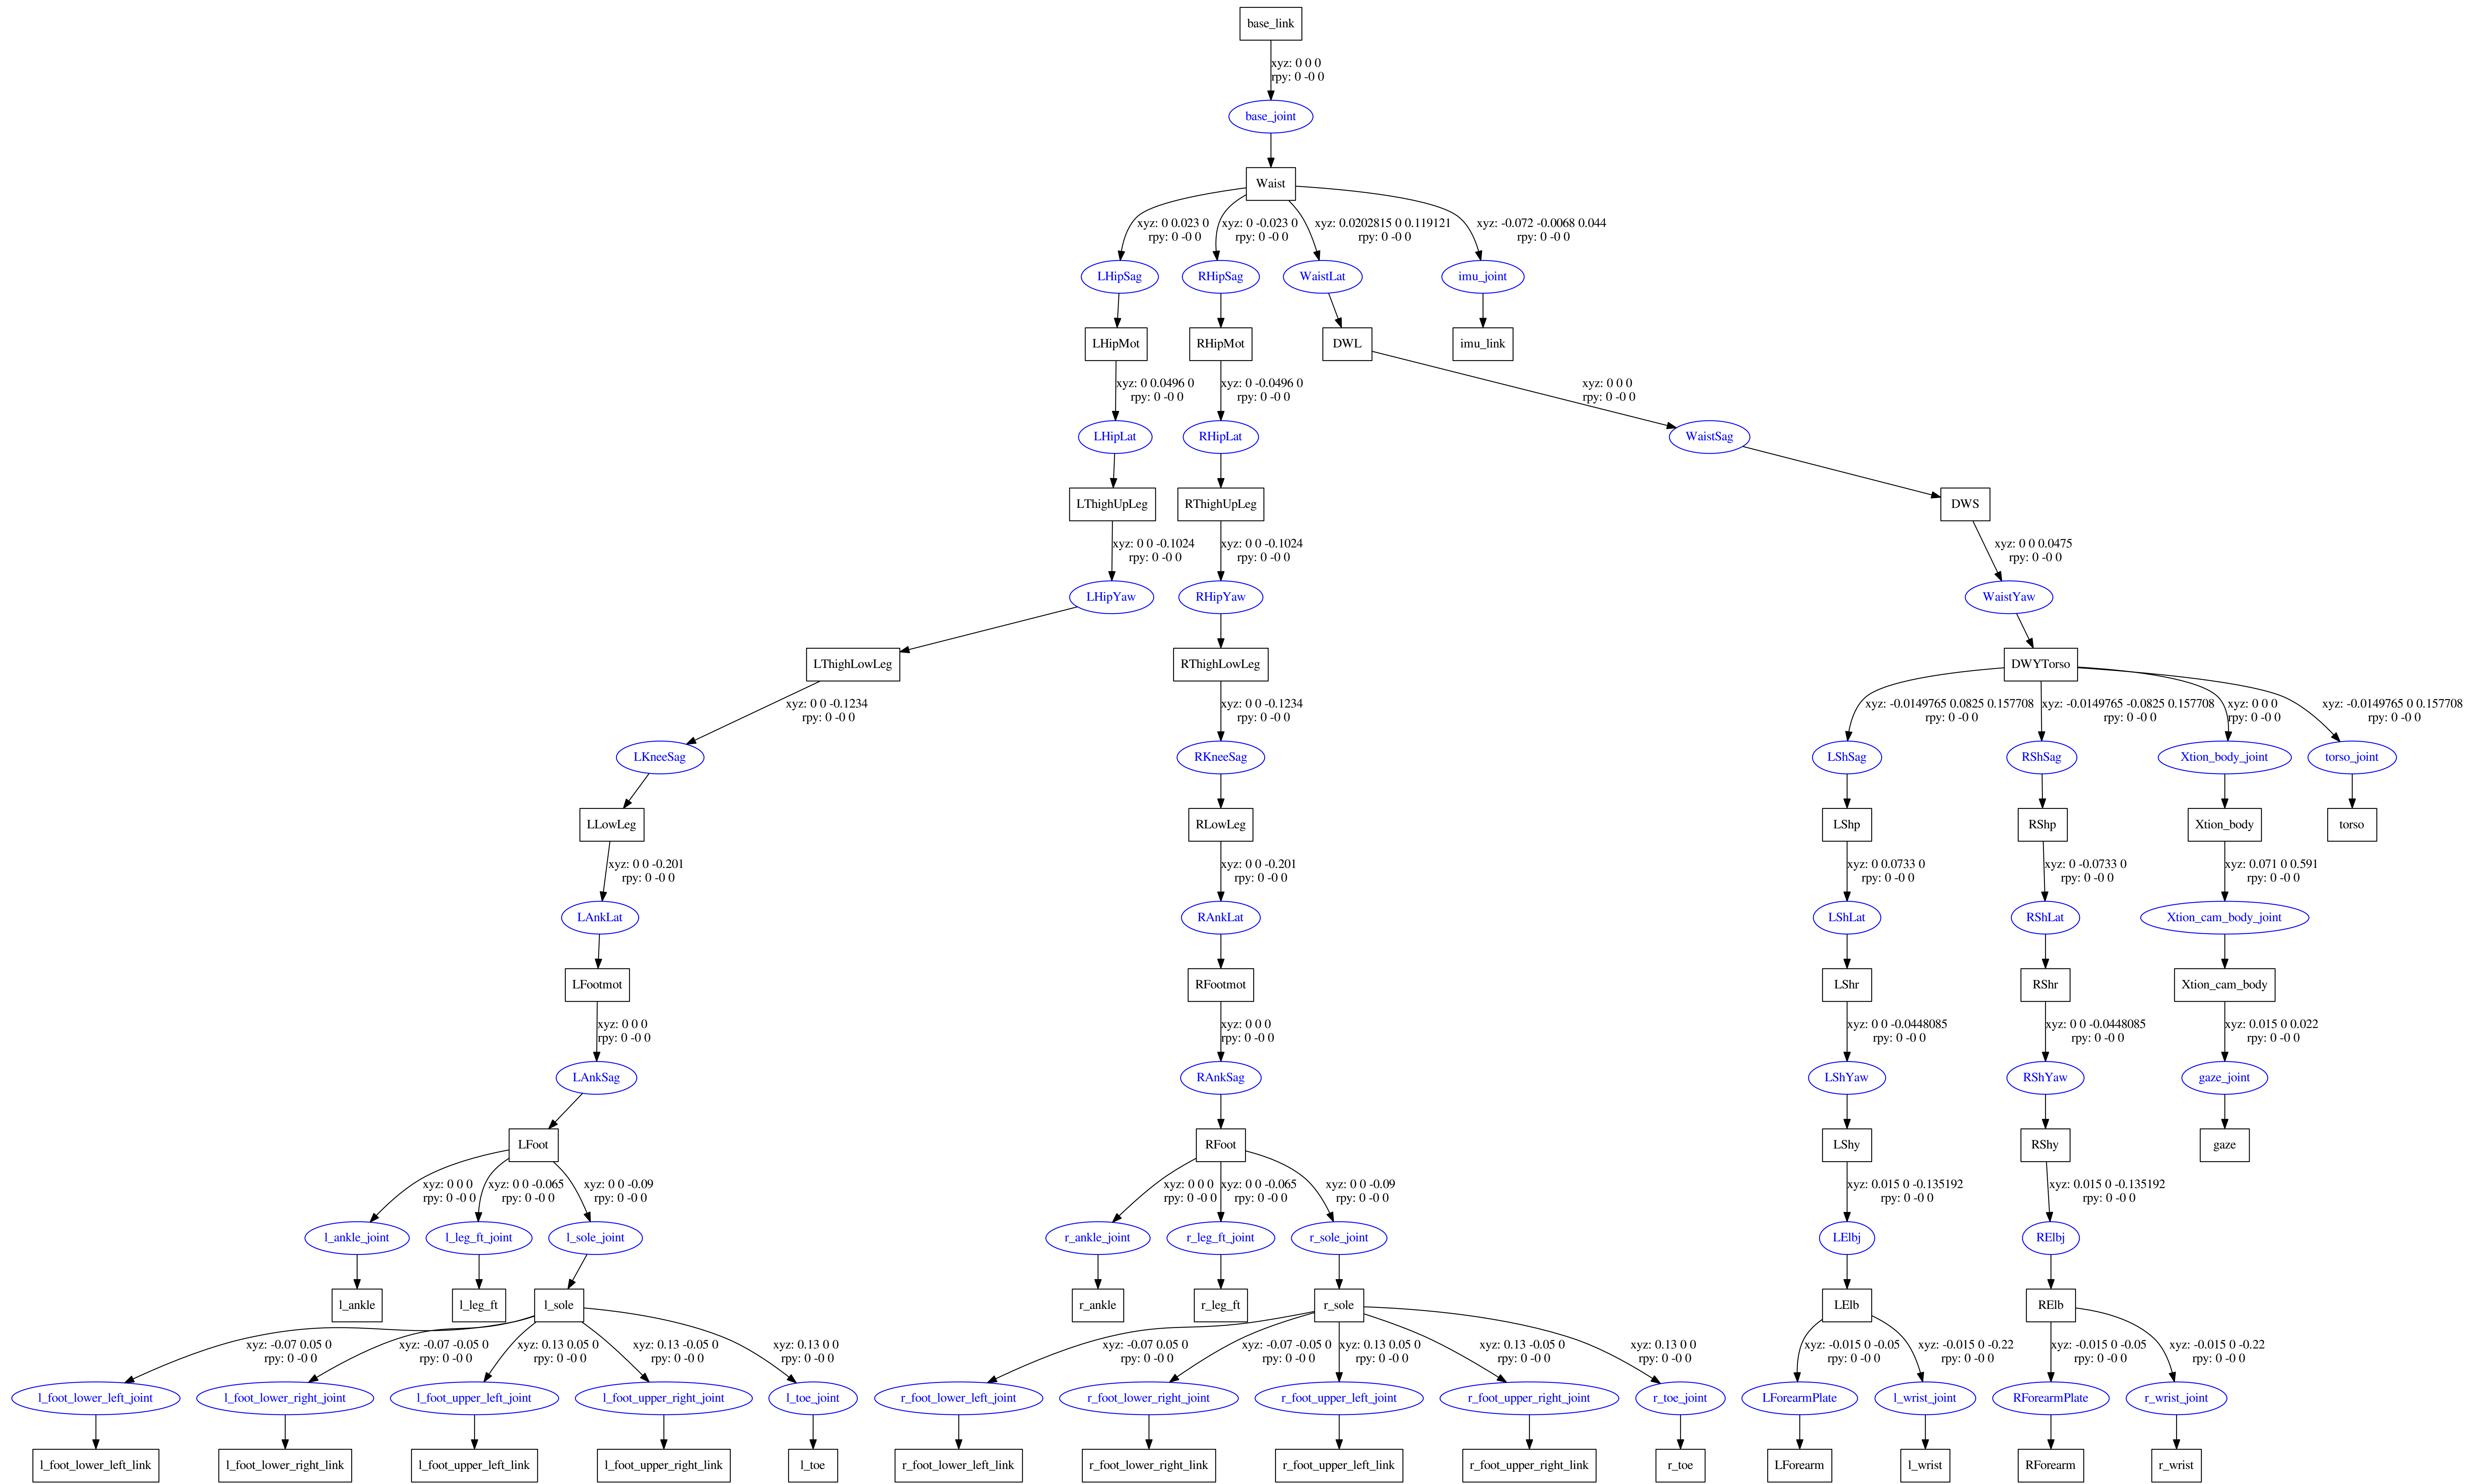 base_link
xyz: 0 0 0
rpy: 0 -0 0
base_joint
Waist
xyz: 0 0.023 0
rpy: 0 -0 0
xyz: 0 -0.023 0
rpy: 0 -0 0
xyz: 0.0202815 0 0.119121
rpy: 0 -0 0
xyz: -0.072 -0.0068 0.044
rpy: 0 -0 0
LHipSag
RHipSag
WaistLat
imu_joint
LHipMot
RHipMot
DWL
imu_link
xyz: 0 0.0496 0
rpy: 0 -0 0
xyz: 0 -0.0496 0
rpy: 0 -0 0
xyz: 0 0 0
rpy: 0 -0 0
LHipLat
RHipLat
WaistSag
LThighUpLeg
RThighUpLeg
DWS
xyz: 0 0 -0.1024
rpy: 0 -0 0
xyz: 0 0 -0.1024
rpy: 0 -0 0
xyz: 0 0 0.0475
rpy: 0 -0 0
LHipYaw
RHipYaw
WaistYaw
LThighLowLeg
RThighLowLeg
DWYTorso
xyz: 0 0 -0.1234
rpy: 0 -0 0
xyz: 0 0 -0.1234
rpy: 0 -0 0
xyz: -0.0149765 0.0825 0.157708
rpy: 0 -0 0
xyz: -0.0149765 -0.0825 0.157708
rpy: 0 -0 0
xyz: 0 0 0
rpy: 0 -0 0
xyz: -0.0149765 0 0.157708
rpy: 0 -0 0
LKneeSag
RKneeSag
LShSag
RShSag
Xtion_body_joint
torso_joint
LLowLeg
RLowLeg
LShp
RShp
Xtion_body
torso
xyz: 0 0 -0.201
rpy: 0 -0 0
xyz: 0 0 -0.201
rpy: 0 -0 0
xyz: 0 0.0733 0
rpy: 0 -0 0
xyz: 0 -0.0733 0
rpy: 0 -0 0
xyz: 0.071 0 0.591
rpy: 0 -0 0
LAnkLat
RAnkLat
LShLat
RShLat
Xtion_cam_body_joint
LFootmot
RFootmot
LShr
RShr
Xtion_cam_body
xyz: 0 0 0
rpy: 0 -0 0
xyz: 0 0 0
rpy: 0 -0 0
xyz: 0 0 -0.0448085
rpy: 0 -0 0
xyz: 0 0 -0.0448085
rpy: 0 -0 0
xyz: 0.015 0 0.022
rpy: 0 -0 0
LAnkSag
RAnkSag
LShYaw
RShYaw
gaze_joint
LFoot
RFoot
LShy
RShy
gaze
xyz: 0 0 0
rpy: 0 -0 0
xyz: 0 0 -0.065
rpy: 0 -0 0
xyz: 0 0 -0.09
rpy: 0 -0 0
xyz: 0 0 0
rpy: 0 -0 0
xyz: 0 0 -0.065
rpy: 0 -0 0
xyz: 0 0 -0.09
rpy: 0 -0 0
xyz: 0.015 0 -0.135192
rpy: 0 -0 0
xyz: 0.015 0 -0.135192
rpy: 0 -0 0
l_ankle_joint
l_leg_ft_joint
l_sole_joint
r_ankle_joint
r_leg_ft_joint
r_sole_joint
LElbj
RElbj
l_ankle
l_leg_ft
l_sole
r_ankle
r_leg_ft
r_sole
LElb
RElb
xyz: -0.07 0.05 0
rpy: 0 -0 0
xyz: -0.07 -0.05 0
rpy: 0 -0 0
xyz: 0.13 0.05 0
rpy: 0 -0 0
xyz: 0.13 -0.05 0
rpy: 0 -0 0
xyz: 0.13 0 0
rpy: 0 -0 0
xyz: -0.07 0.05 0
rpy: 0 -0 0
xyz: -0.07 -0.05 0
rpy: 0 -0 0
xyz: 0.13 0.05 0
rpy: 0 -0 0
xyz: 0.13 -0.05 0
rpy: 0 -0 0
xyz: 0.13 0 0
rpy: 0 -0 0
xyz: -0.015 0 -0.05
rpy: 0 -0 0
xyz: -0.015 0 -0.22
rpy: 0 -0 0
xyz: -0.015 0 -0.05
rpy: 0 -0 0
xyz: -0.015 0 -0.22
rpy: 0 -0 0
l_foot_lower_left_joint
l_foot_lower_right_joint
l_foot_upper_left_joint
l_foot_upper_right_joint
l_toe_joint
r_foot_lower_left_joint
r_foot_lower_right_joint
r_foot_upper_left_joint
r_foot_upper_right_joint
r_toe_joint
LForearmPlate
l_wrist_joint
RForearmPlate
r_wrist_joint
l_foot_lower_left_link
l_foot_lower_right_link
l_foot_upper_left_link
l_foot_upper_right_link
l_toe
r_foot_lower_left_link
r_foot_lower_right_link
r_foot_upper_left_link
r_foot_upper_right_link
r_toe
LForearm
l_wrist
RForearm
r_wrist